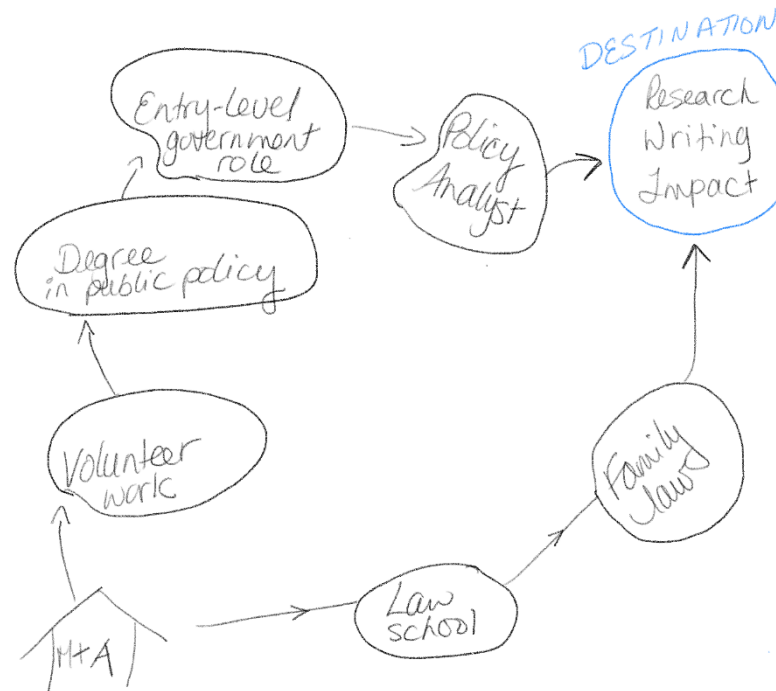 DESTINATION
Research
Writing
Impact
Entry-Level
government
role
Policy
Analyst
Degree
in public policy
Volunteer
work
Family
law
Law
school
M+A